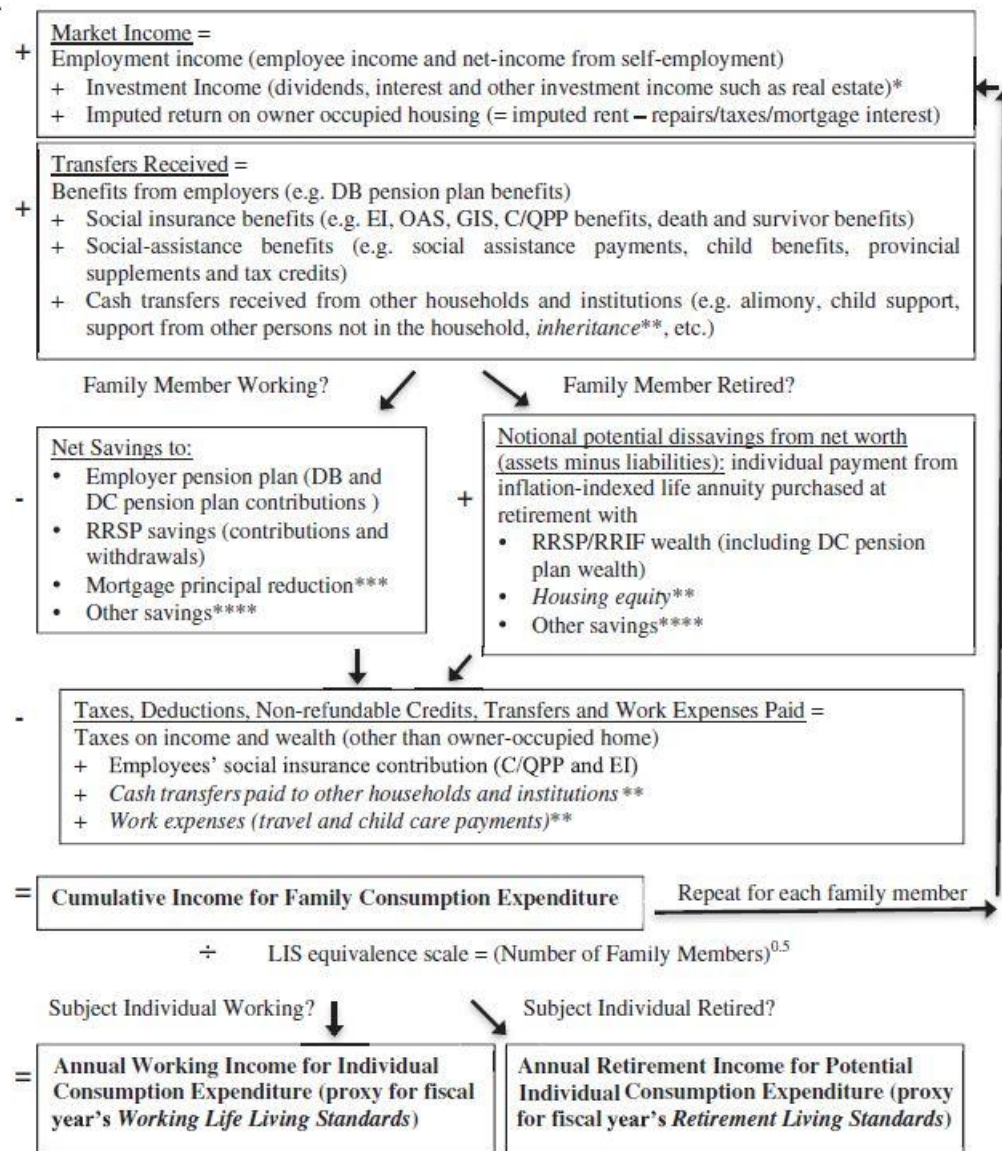 +
Market Income =
Employment income (employee income and net-income from self-employment)
+ Investment Income (dividends, interest and other investment income such as real estate)*
+ Imputed return on owner occupied housing (= imputed rent – repairs/taxes/mortgage interest)
+
Transfers Received =
Benefits from employers (e.g. DB pension plan benefits)
+ Social insurance benefits (e.g. EI, OAS, GIS, C/QPP benefits, death and survivor benefits)
+ Social-assistance benefits (e.g. social assistance payments, child benefits, provincial
supplements and tax credits)
+ Cash transfers received from other households and institutions (e.g. alimony, child support,
support from other persons not in the household, inheritance**, etc.)
Family Member Working?
Family Member Retired?
-
Net Savings to:
• Employer pension plan (DB and
DC pension plan contributions )
• RRSP savings (contributions and
withdrawals)
• Mortgage principal reduction***
• Other savings****
+
Notional potential dissavings from net worth
(assets minus liabilities): individual payment from
inflation-indexed life annuity purchased at
retirement with
• RRSP/RRIF wealth (including DC pension
plan wealth)
• Housing equity**
• Other savings****
-
Taxes, Deductions, Non-refundable Credits, Transfers and Work Expenses Paid =
Taxes on income and wealth (other than owner-occupied home)
+ Employees' social insurance contribution (C/QPP and EI)
+ Cash transfers paid to other households and institutions **
+ Work expenses (travel and child care payments)**
=
Cumulative Income for Family Consumption Expenditure
Repeat for each family member
÷ LIS equivalence scale = (Number of Family Members)^0.5
Subject Individual Working?
Subject Individual Retired?
=
Annual Working Income for Individual
Consumption Expenditure (proxy for fiscal
year's Working Life Living Standards)
Annual Retirement Income for Potential
Individual Consumption Expenditure (proxy
for fiscal year's Retirement Living Standards)